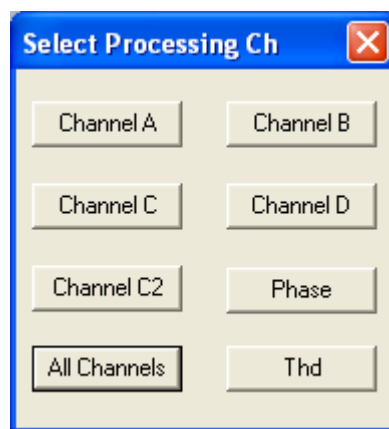 Select Processing Ch
Channel A Channel B
Channel C Channel D
Channel C2 Phase
All Channels Thd